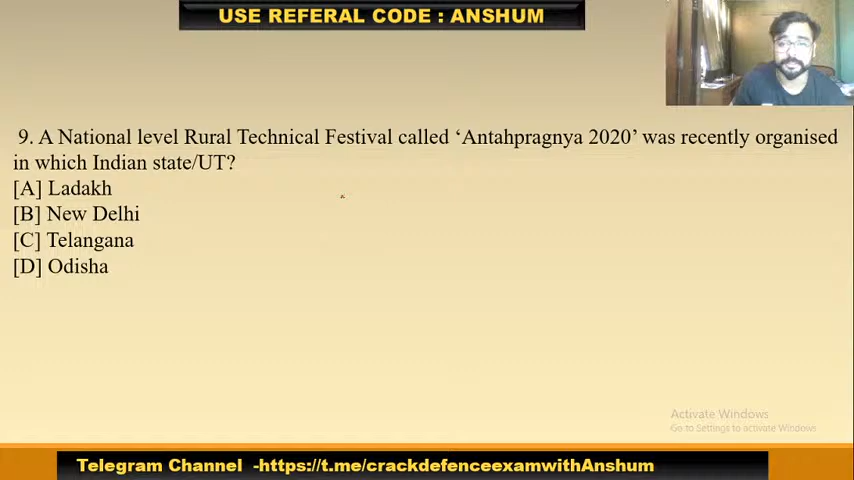 USE REFERAL CODE : ANSHUM
9. A National level Rural Technical Festival called ‘Antahpragnya 2020’ was recently organised
in which Indian state/UT?
[A] Ladakh
[B] New Delhi
[C] Telangana
[D] Odisha
Activate Windows
Go to Settings to activate Windows
Telegram Channel -https://t.me/crackdefenceexamwithAnshum